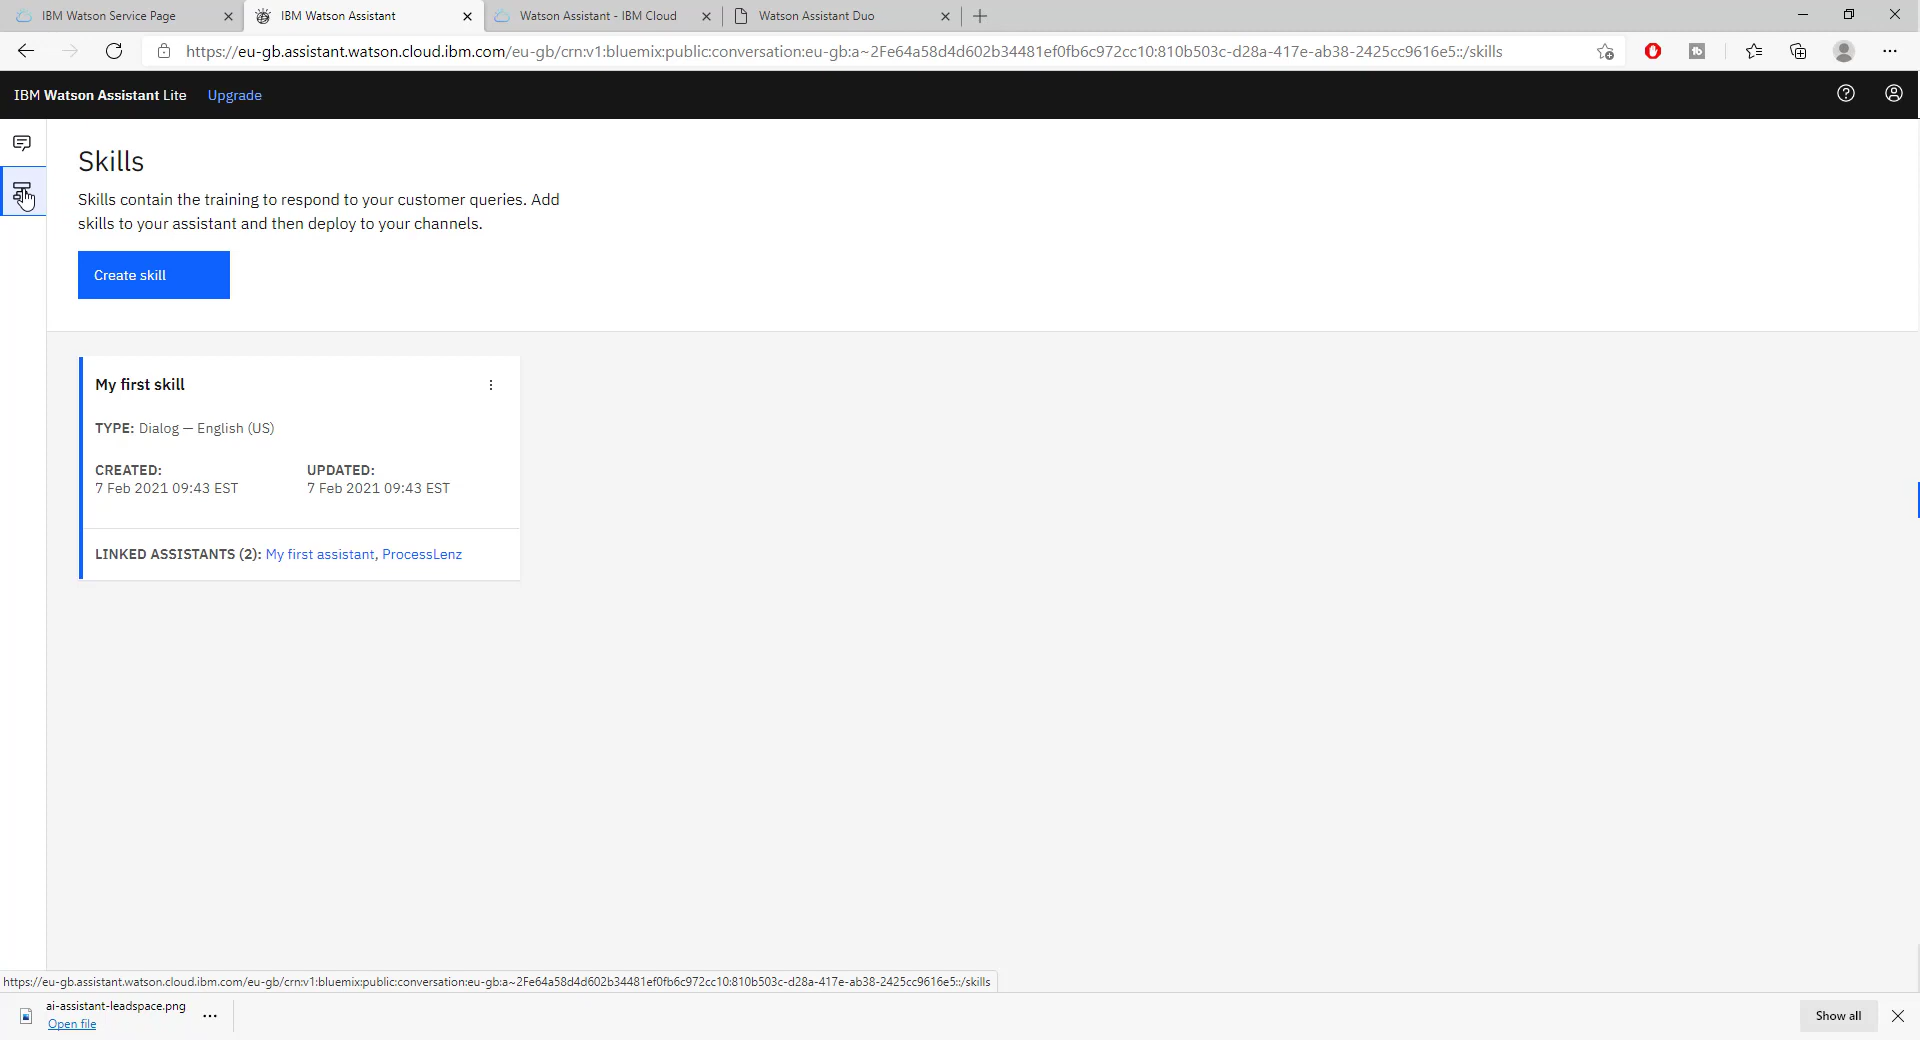 IBM Watson Service Page
IBM Watson Assistant
Watson Assistant - IBM Cloud
Watson Assistant Duo
https://eu-gb.assistant.watson.cloud.ibm.com/eu-gb/crn:v1:bluemix:public:conversation:eu-gb:a~2Fe64a58d4d602b34481ef0fb6c972cc10:810b503c-d28a-417e-ab38-2425cc9616e5::/skills
IBM Watson Assistant Lite Upgrade
Skills
Skills contain the training to respond to your customer queries. Add
skills to your assistant and then deploy to your channels.
Create skill
My first skill
TYPE: Dialog — English (US)
CREATED:
7 Feb 2021 09:43 EST
UPDATED:
7 Feb 2021 09:43 EST
LINKED ASSISTANTS (2): My first assistant, ProcessLenz
https://eu-gb.assistant.watson.cloud.ibm.com/eu-gb/crn:v1:bluemix:public:conversation:eu-gb:a~2Fe64a58d4d602b34481ef0fb6c972cc10:810b503c-d28a-417e-ab38-2425cc9616e5::/skills
ai-assistant-leadspace.png
Open file
Show all